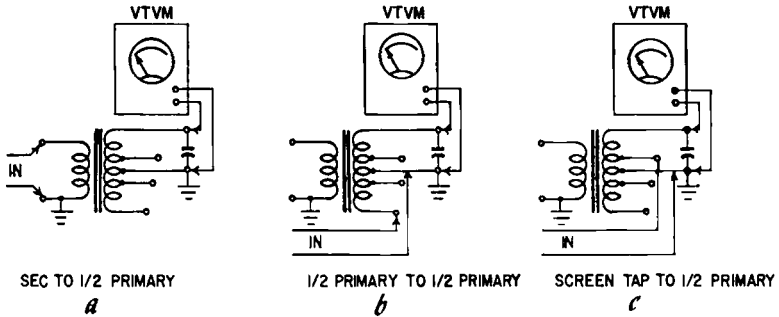 VTVM
VTVM
VTVM
IN
IN
IN
SEC TO 1/2 PRIMARY
1/2 PRIMARY TO 1/2 PRIMARY
SCREEN TAP TO 1/2 PRIMARY
a
b
c